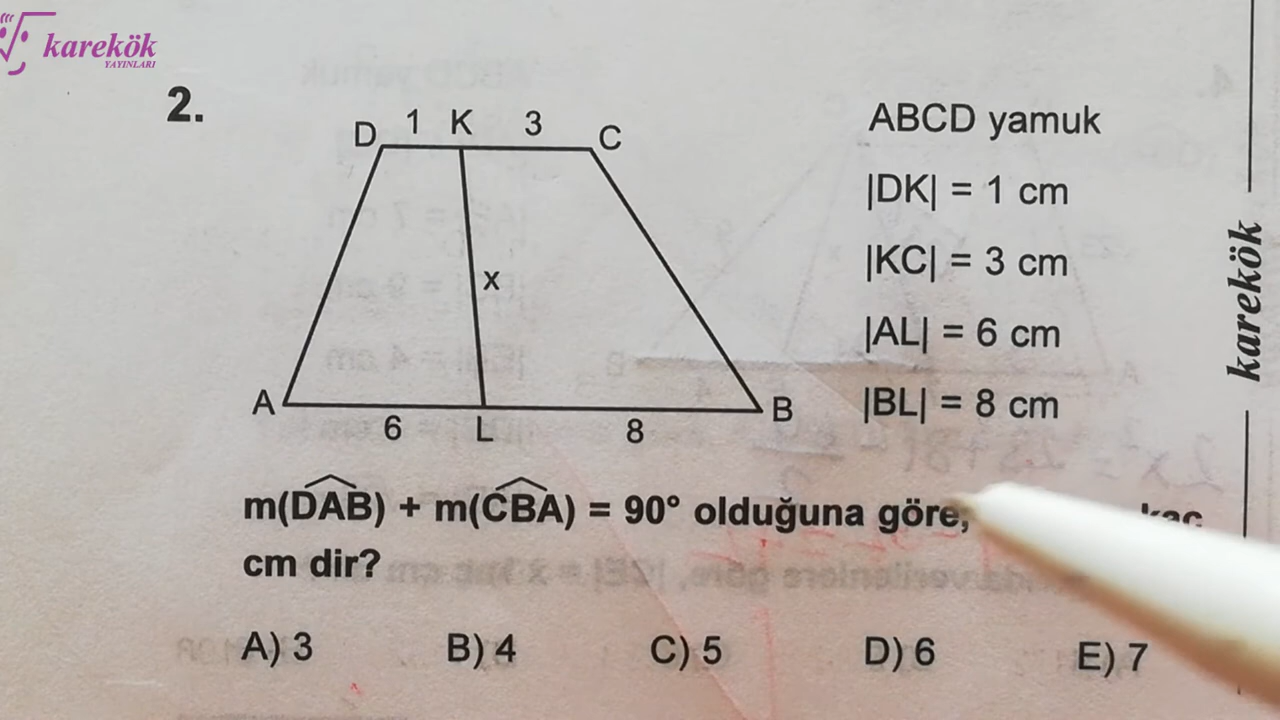 karekök
YAYINLARI
2.
D 1 K 3 C
x
A 6 L 8 B
ABCD yamuk
|DK| = 1 cm
|KC| = 3 cm
|AL| = 6 cm
|BL| = 8 cm
karekök
m(DAB) + m(CBA) = 90° olduğuna göre, kaç
cm dir?
A) 3 B) 4 C) 5 D) 6 E) 7